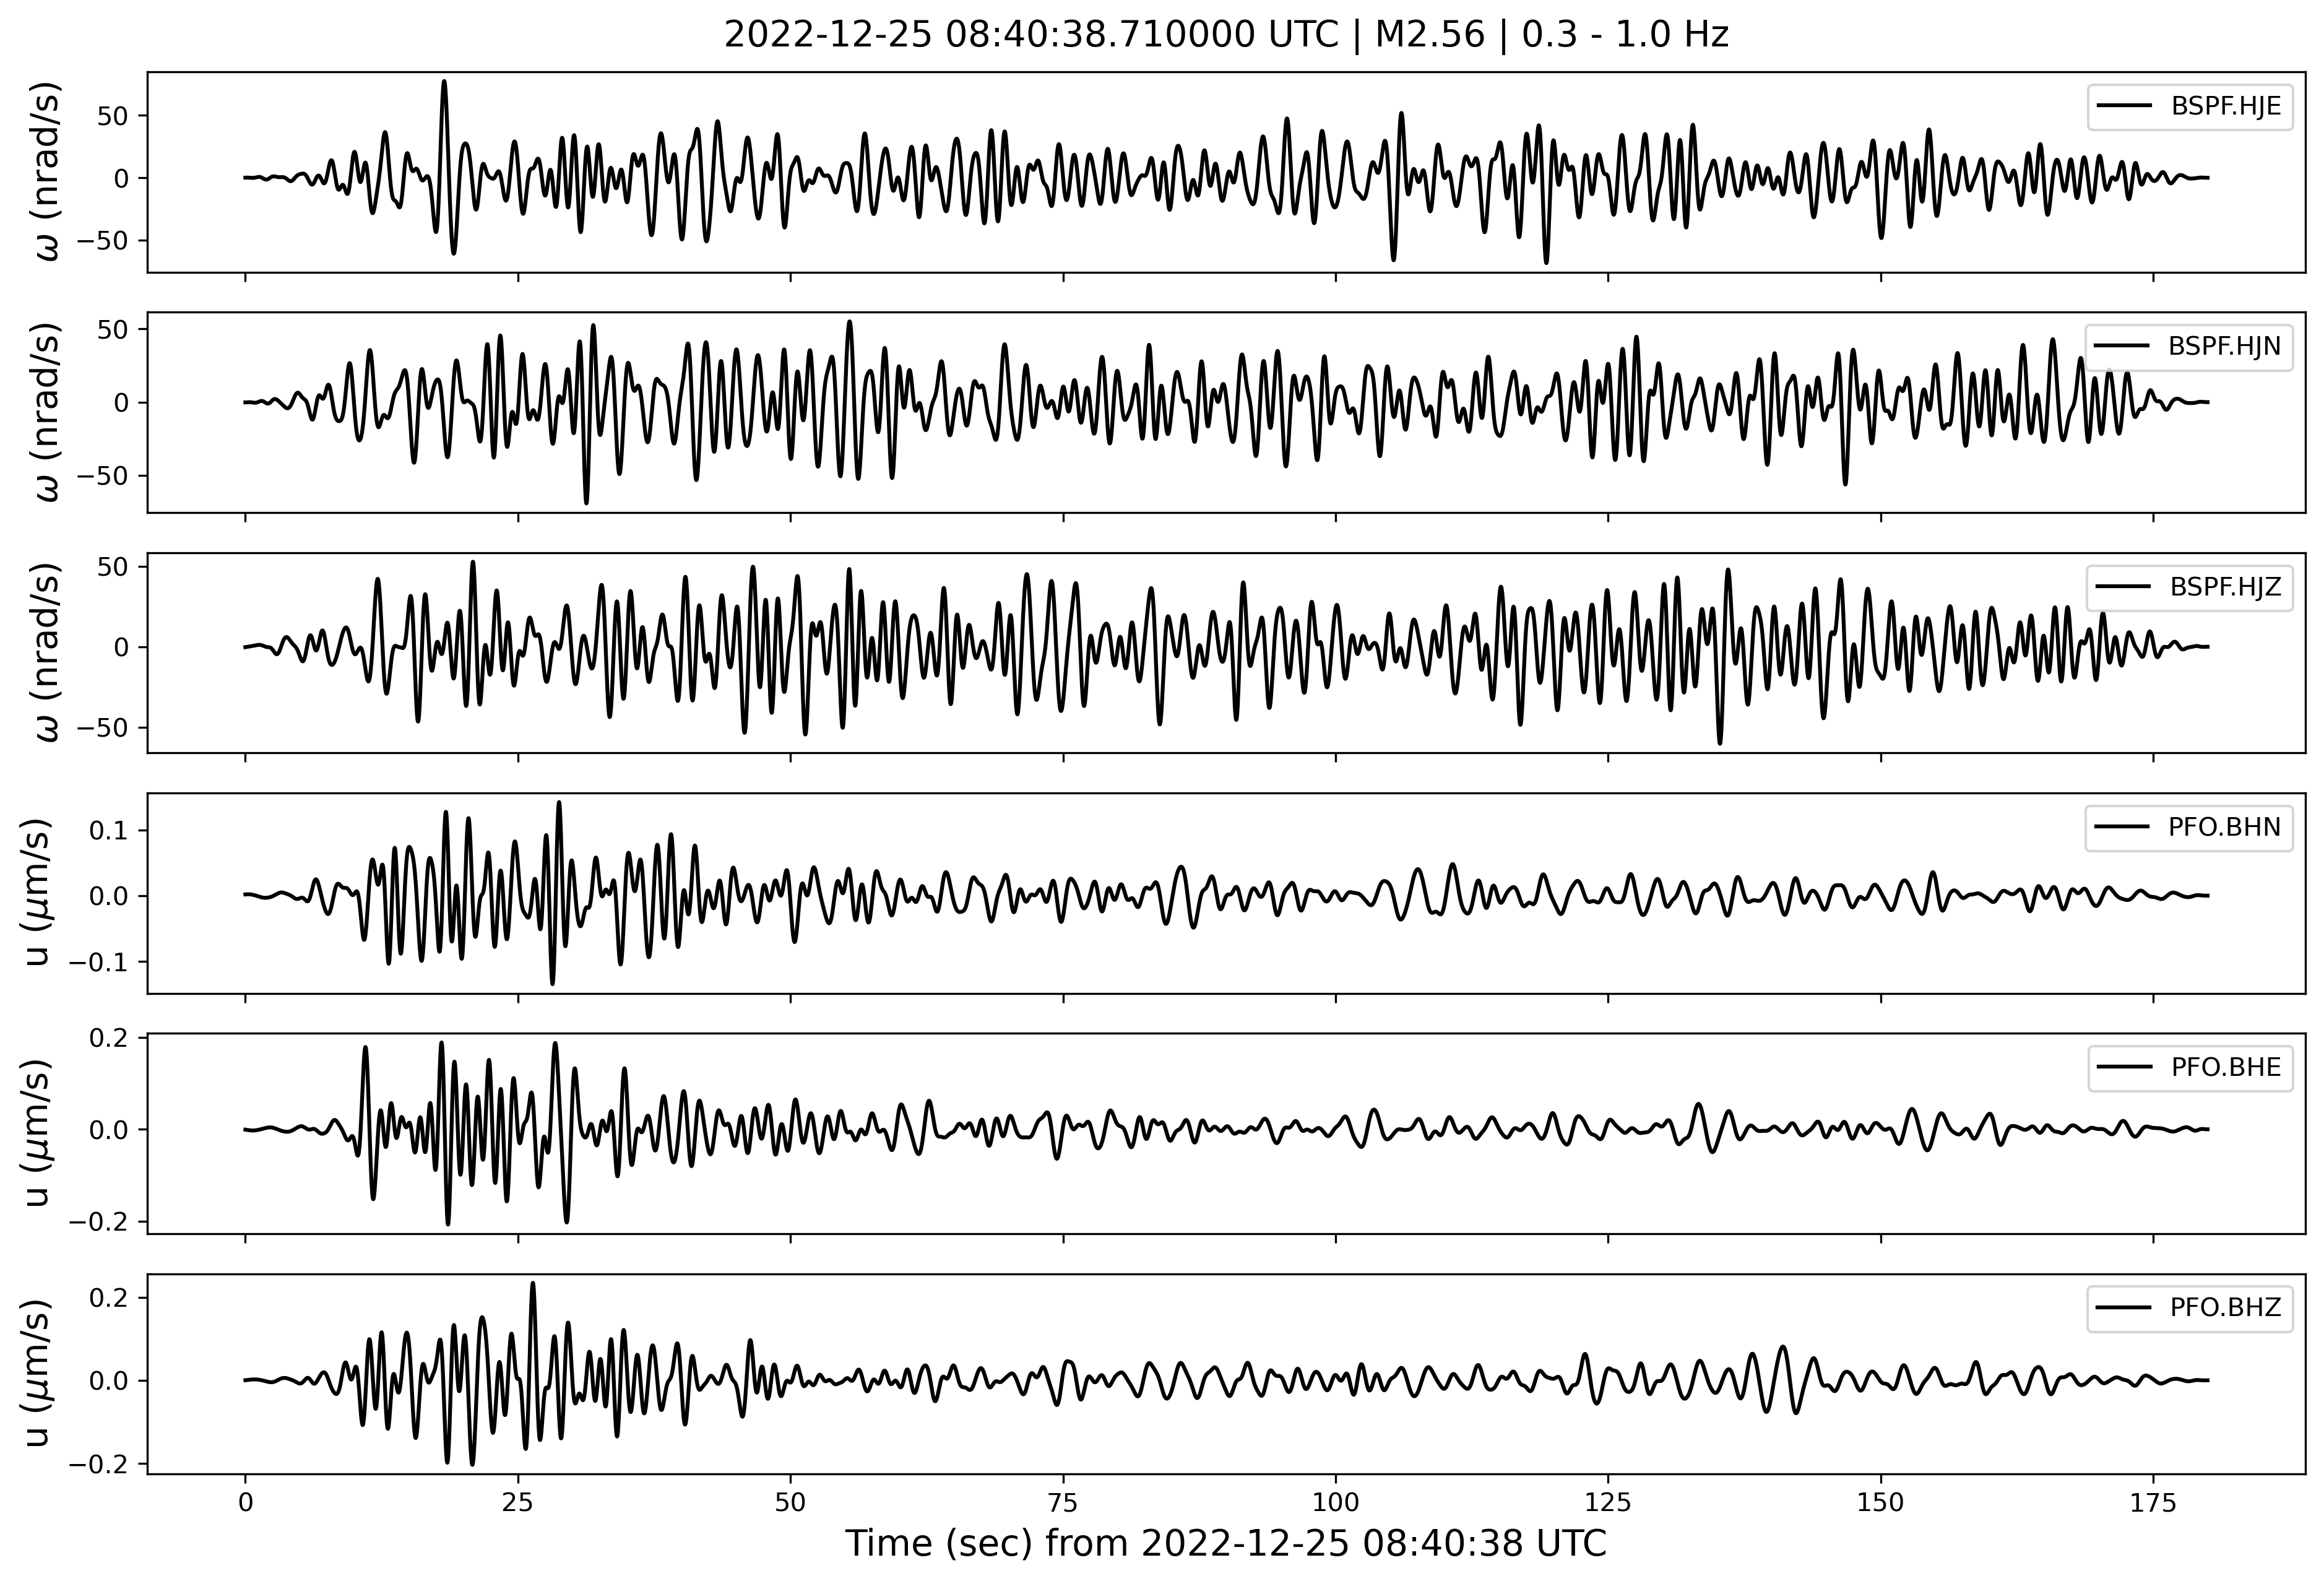 2022-12-25 08:40:38.710000 UTC | M2.56 | 0.3 - 1.0 Hz
50
0
−50
ω (nrad/s)
BSPF.HJE
50
0
−50
ω (nrad/s)
BSPF.HJN
50
0
−50
ω (nrad/s)
BSPF.HJZ
0.1
0.0
−0.1
u (μm/s)
PFO.BHN
0.2
0.0
−0.2
u (μm/s)
PFO.BHE
0.2
0.0
−0.2
u (μm/s)
PFO.BHZ
0 25 50 75 100 125 150 175
Time (sec) from 2022-12-25 08:40:38 UTC